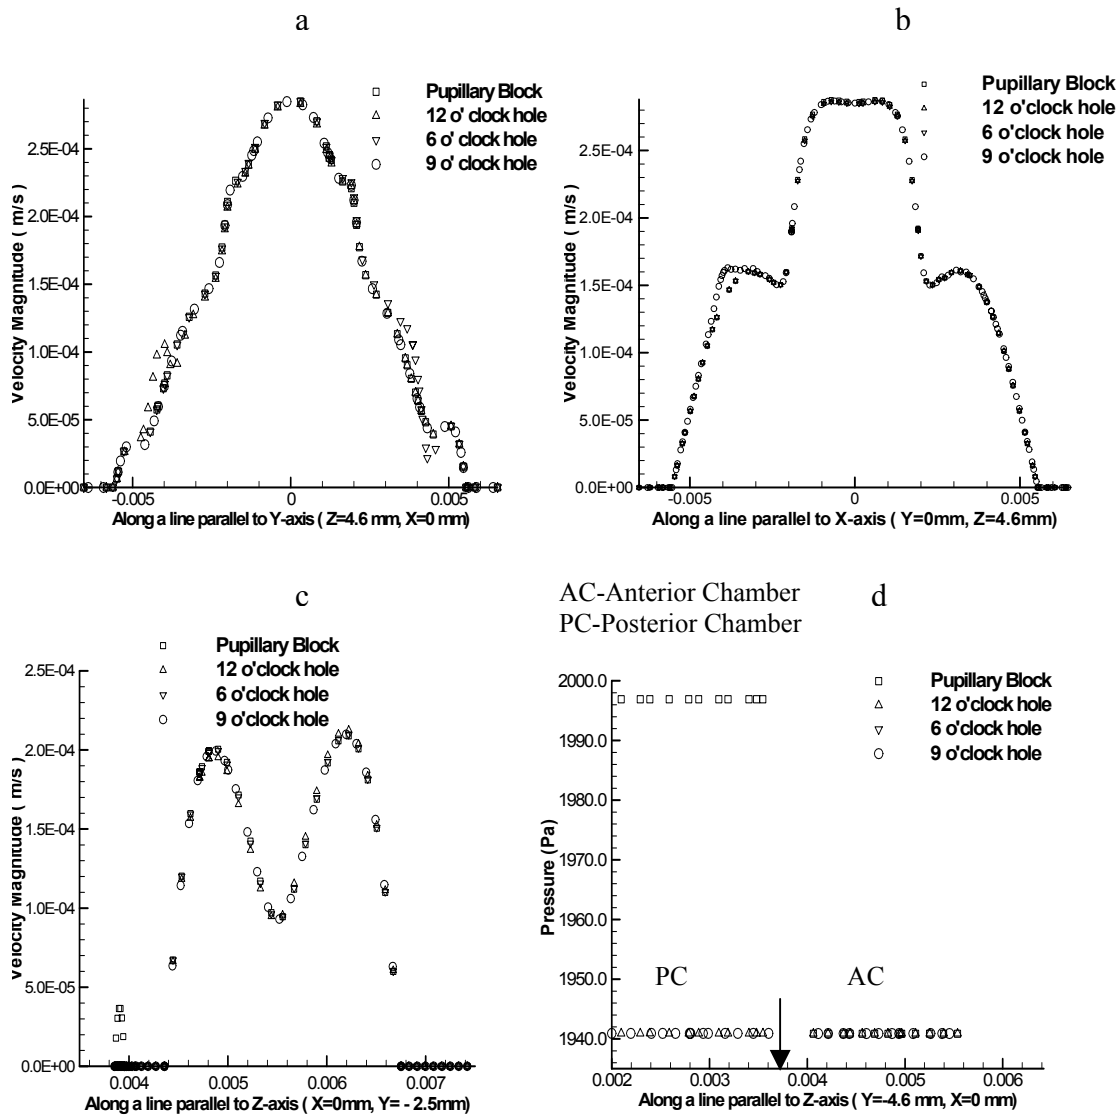 a
Pupillary Block
12 o' clock hole
6 o' clock hole
9 o' clock hole
2.5E-04
2.0E-04
1.5E-04
1.0E-04
5.0E-05
0.0E+00
Velocity Magnitude ( m/s )
-0.005
0
0.005
Along a line parallel to Y-axis ( Z=4.6 mm, X=0 mm)
b
Pupillary Block
12 o'clock hole
6 o'clock hole
9 o'clock hole
2.5E-04
2.0E-04
1.5E-04
1.0E-04
5.0E-05
0.0E+00
Velocity Magnitude ( m/s )
-0.005
0
0.005
Along a line parallel to X-axis ( Y=0mm, Z=4.6mm)
c
Pupillary Block
12 o'clock hole
6 o'clock hole
9 o'clock hole
2.5E-04
2.0E-04
1.5E-04
1.0E-04
5.0E-05
0.0E+00
Velocity Magnitude ( m/s )
0.004
0.005
0.006
0.007
Along a line parallel to Z-axis ( X=0mm, Y= - 2.5mm)
AC-Anterior Chamber
PC-Posterior Chamber
d
Pupillary Block
12 o'clock hole
6 o'clock hole
9 o'clock hole
2000.0
1990.0
1980.0
1970.0
1960.0
1950.0
1940.0
Pressure (Pa)
PC
AC
0.002
0.003
0.004
0.005
0.006
Along a line parallel to Z-axis ( Y=-4.6 mm, X=0 mm)